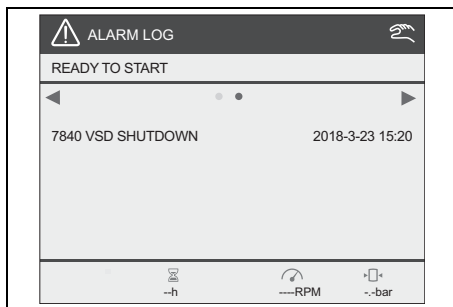 ALARM LOG
READY TO START
7840 VSD SHUTDOWN 2018-3-23 15:20
--h ----RPM -.-bar